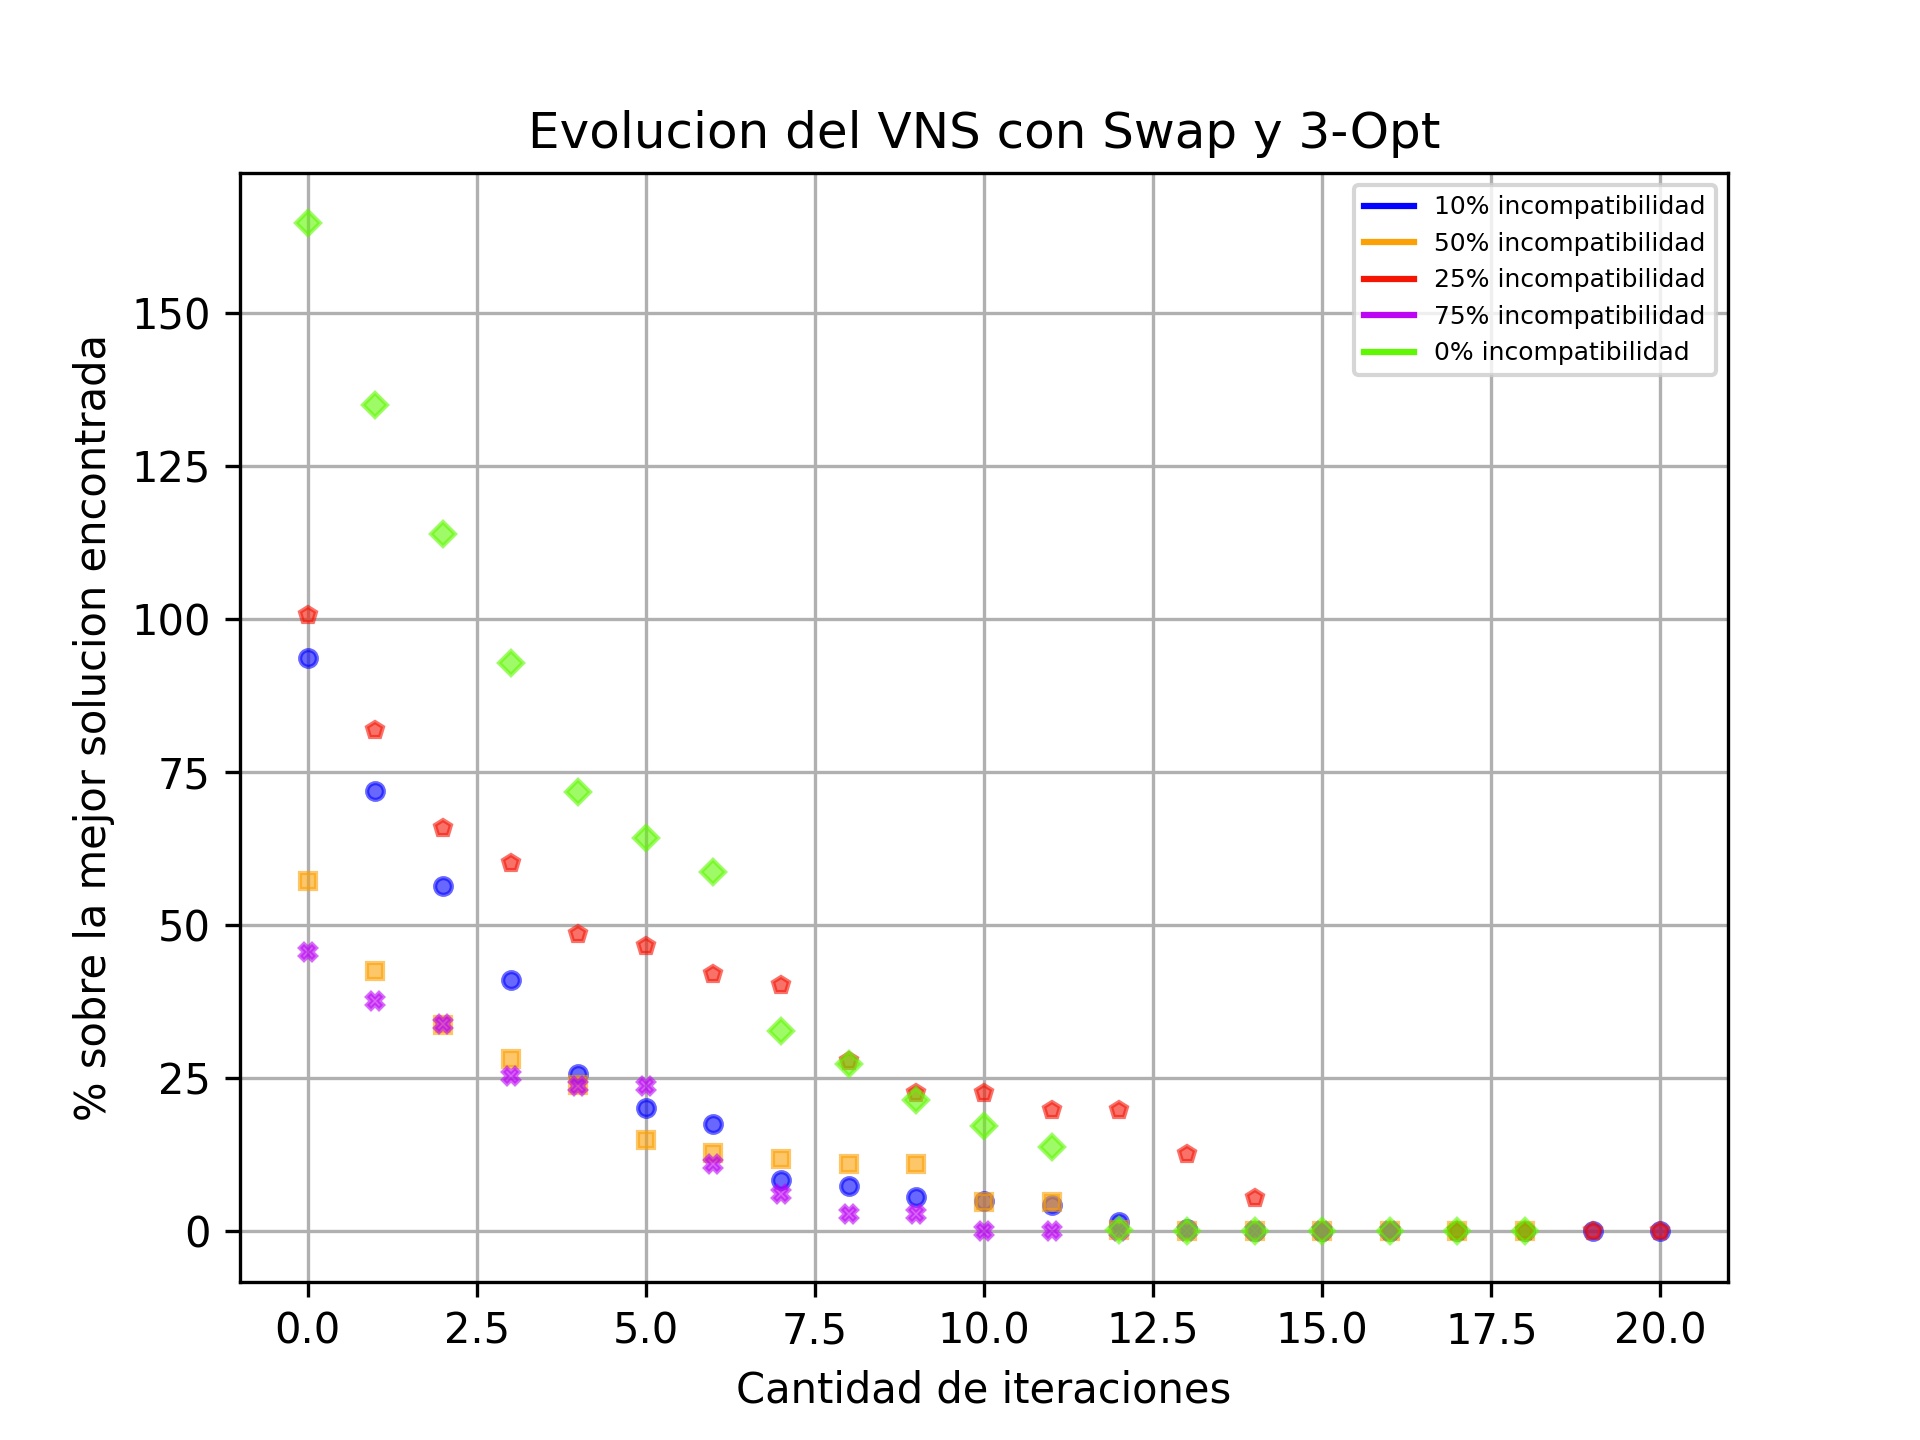 Evolucion del VNS con Swap y 3-Opt
10% incompatibilidad
50% incompatibilidad
25% incompatibilidad
75% incompatibilidad
0% incompatibilidad
% sobre la mejor solucion encontrada
150
125
100
75
50
25
0
0.0 2.5 5.0 7.5 10.0 12.5 15.0 17.5 20.0
Cantidad de iteraciones